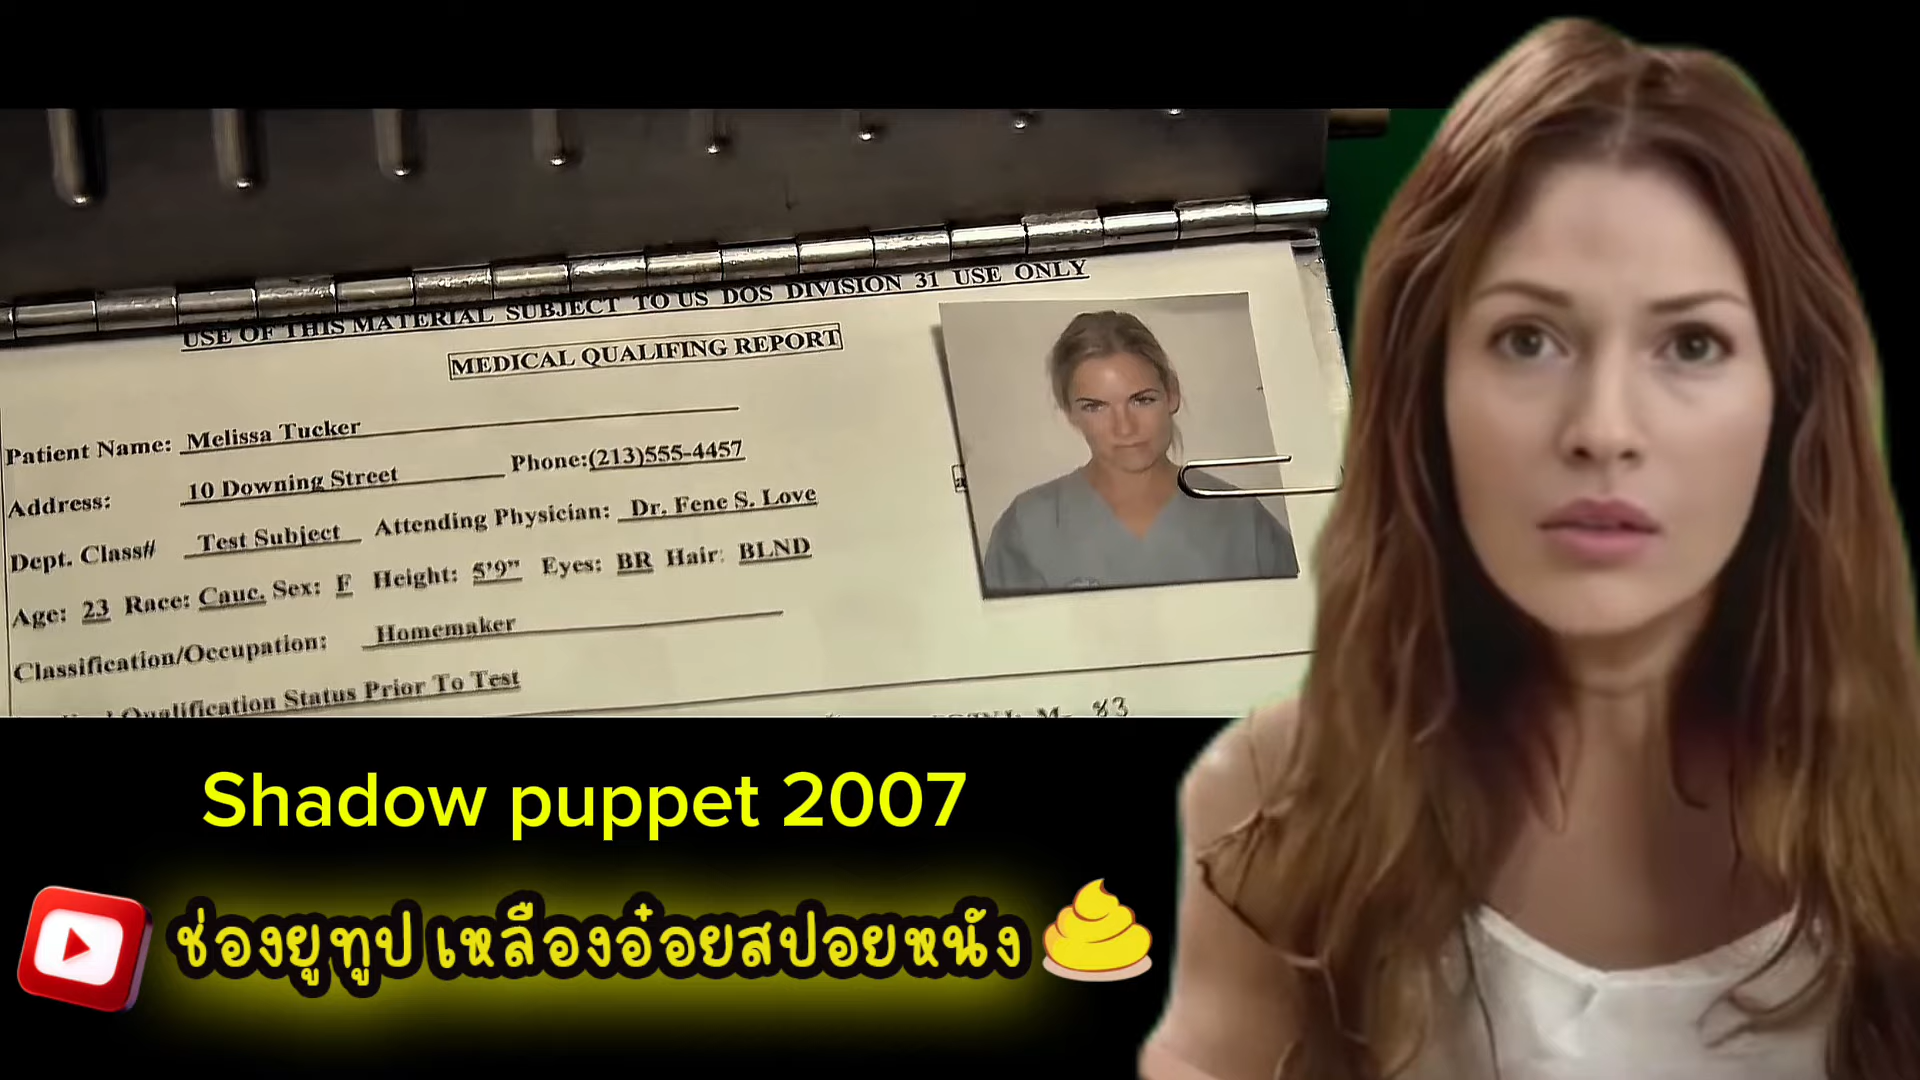 USE OF THIS MATERIAL SUBJECT TO US DOS DIVISION 31 USE ONLY
MEDICAL QUALIFING REPORT
Patient Name: Melissa Tucker
Address: 10 Downing Street Phone:(213)555-4457
Dept. Class# Test Subject Attending Physician: Dr. Fene S. Love
Age: 23 Race: Cauc. Sex: F Height: 5'9" Eyes: BR Hair: BLND
Classification/Occupation: Homemaker
Qualification Status Prior To Test
83
Shadow puppet 2007
ช่องยูทูป เหลืองอ๋อยสปอยหนัง